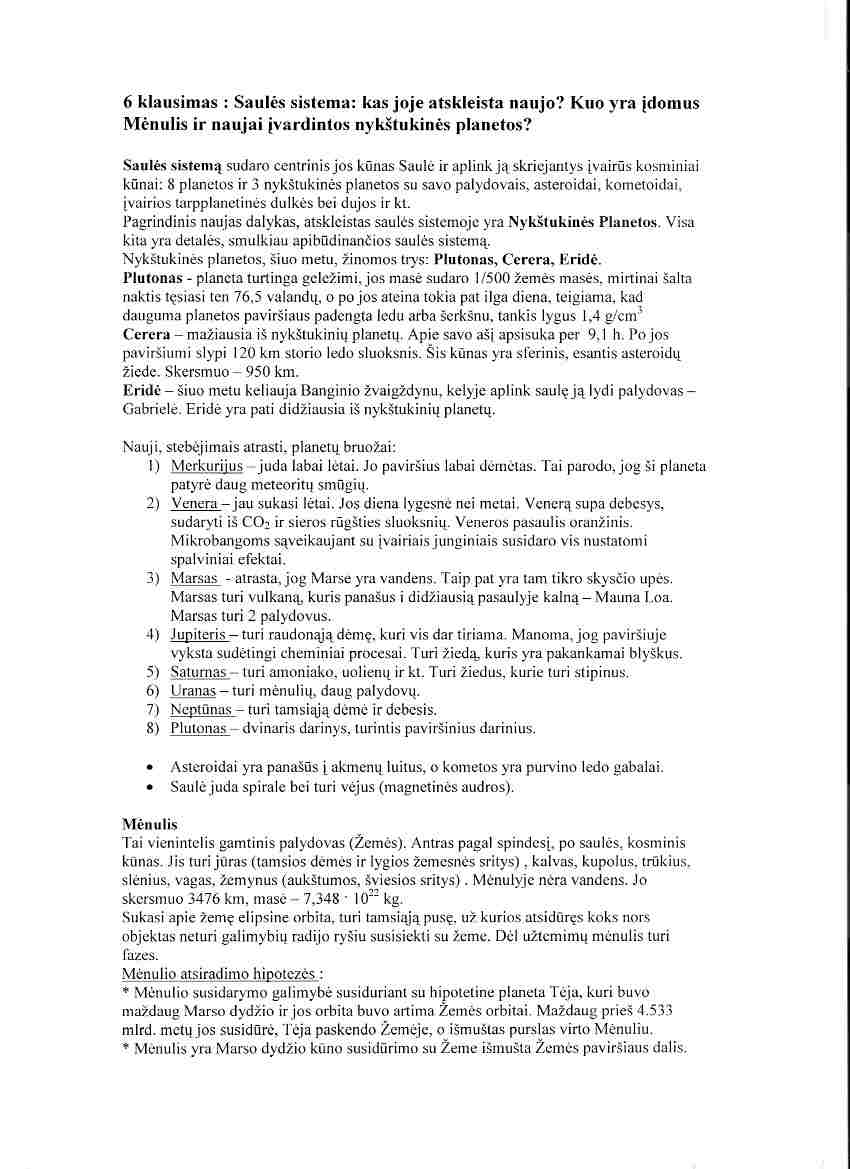 6 klausimas : Saulės sistema: kas joje atskleista naujo? Kuo yra įdomus
Mėnulis ir naujai įvardintos nykštukinės planetos?
Saulės sistemą sudaro centrinis jos kūnas Saulė ir aplink ją skriejantys įvairūs kosminiai
kūnai: 8 planetos ir 3 nykštukinės planetos su savo palydovais, asteroidai, kometoidai,
įvairios tarpplanetinės dulkės bei dujos ir kt.
Pagrindinis naujas dalykas, atskleistas saulės sistemoje yra Nykštukinės Planetos. Visa
kita yra detalės, smulkiau apibūdinančios saulės sistemą.
Nykštukinės planetos, šiuo metu, žinomos trys: Plutonas, Cerera, Eridė.
Plutonas - planeta turtinga geležimi, jos masė sudaro 1/500 žemės masės, mirtinai šalta
naktis tęsiasi ten 76,5 valandų, o po jos ateina tokia pat ilga diena, teigiama, kad
dauguma planetos paviršiaus padengta ledu arba šerkšnu, tankis lygus 1,4 g/cm³
Cerera – mažiausia iš nykštukinių planetų. Apie savo ašį apsisuka per 9,1 h. Po jos
paviršiumi slypi 120 km storio ledo sluoksnis. Šis kūnas yra sferinis, esantis asteroidų
žiede. Skersmuo – 950 km.
Eridė – šiuo metu keliauja Banginio žvaigždynu, kelyje aplink saulę ją lydi palydovas –
Gabrielė. Eridė yra pati didžiausia iš nykštukinių planetų.
Nauji, stebėjimais atrasti, planetų bruožai:
1) Merkurijus – juda labai lėtai. Jo paviršius labai dėmėtas. Tai parodo, jog ši planeta
patyrė daug meteoritų smūgių.
2) Venera – jau sukasi lėtai. Jos diena lygesnė nei metai. Venerą supa debesys,
sudaryti iš CO₂ ir sieros rūgšties sluoksnių. Veneros pasaulis oranžinis.
Mikrobangoms sąveikaujant su įvairiais junginiais susidaro vis nustatomi
spalviniai efektai.
3) Marsas - atrasta, jog Marse yra vandens. Taip pat yra tam tikro skysčio upės.
Marsas turi vulkaną, kuris panašus i didžiausią pasaulyje kalną – Mauna Loa.
Marsas turi 2 palydovus.
4) Jupiteris – turi raudonąją dėmę, kuri vis dar tiriama. Manoma, jog paviršiuje
vyksta sudėtingi cheminiai procesai. Turi žiedą, kuris yra pakankamai blyškus.
5) Saturnas – turi amoniako, uolienų ir kt. Turi žiedus, kurie turi stipinus.
6) Uranas – turi mėnulių, daug palydovų.
7) Neptūnas – turi tamsiąją dėmė ir debesis.
8) Plutonas – dvinaris darinys, turintis paviršinius darinius.
• Asteroidai yra panašūs į akmenų luitus, o kometos yra purvino ledo gabalai.
• Saulė juda spirale bei turi vėjus (magnetinės audros).
Mėnulis
Tai vienintelis gamtinis palydovas (Žemės). Antras pagal spindesį, po saulės, kosminis
kūnas. Jis turi jūras (tamsios dėmės ir lygios žemesnės sritys) , kalvas, kupolus, trūkius,
slėnius, vagas, žemynus (aukštumos, šviesios sritys) . Mėnulyje nėra vandens. Jo
skersmuo 3476 km, masė – 7,348 · 10²² kg.
Sukasi apie žemę elipsine orbita, turi tamsiąją pusę, už kurios atsidūręs koks nors
objektas neturi galimybių radijo ryšiu susisiekti su žeme. Dėl užtemimų mėnulis turi
fazes.
Mėnulio atsiradimo hipotezės :
* Mėnulio susidarymo galimybė susiduriant su hipotetine planeta Tėja, kuri buvo
maždaug Marso dydžio ir jos orbita buvo artima Žemės orbitai. Maždaug prieš 4.533
mlrd. metų jos susidūrė, Tėja paskendo Žemėje, o išmuštas purslas virto Mėnuliu.
* Mėnulis yra Marso dydžio kūno susidūrimo su Žeme išmušta Žemės paviršiaus dalis.